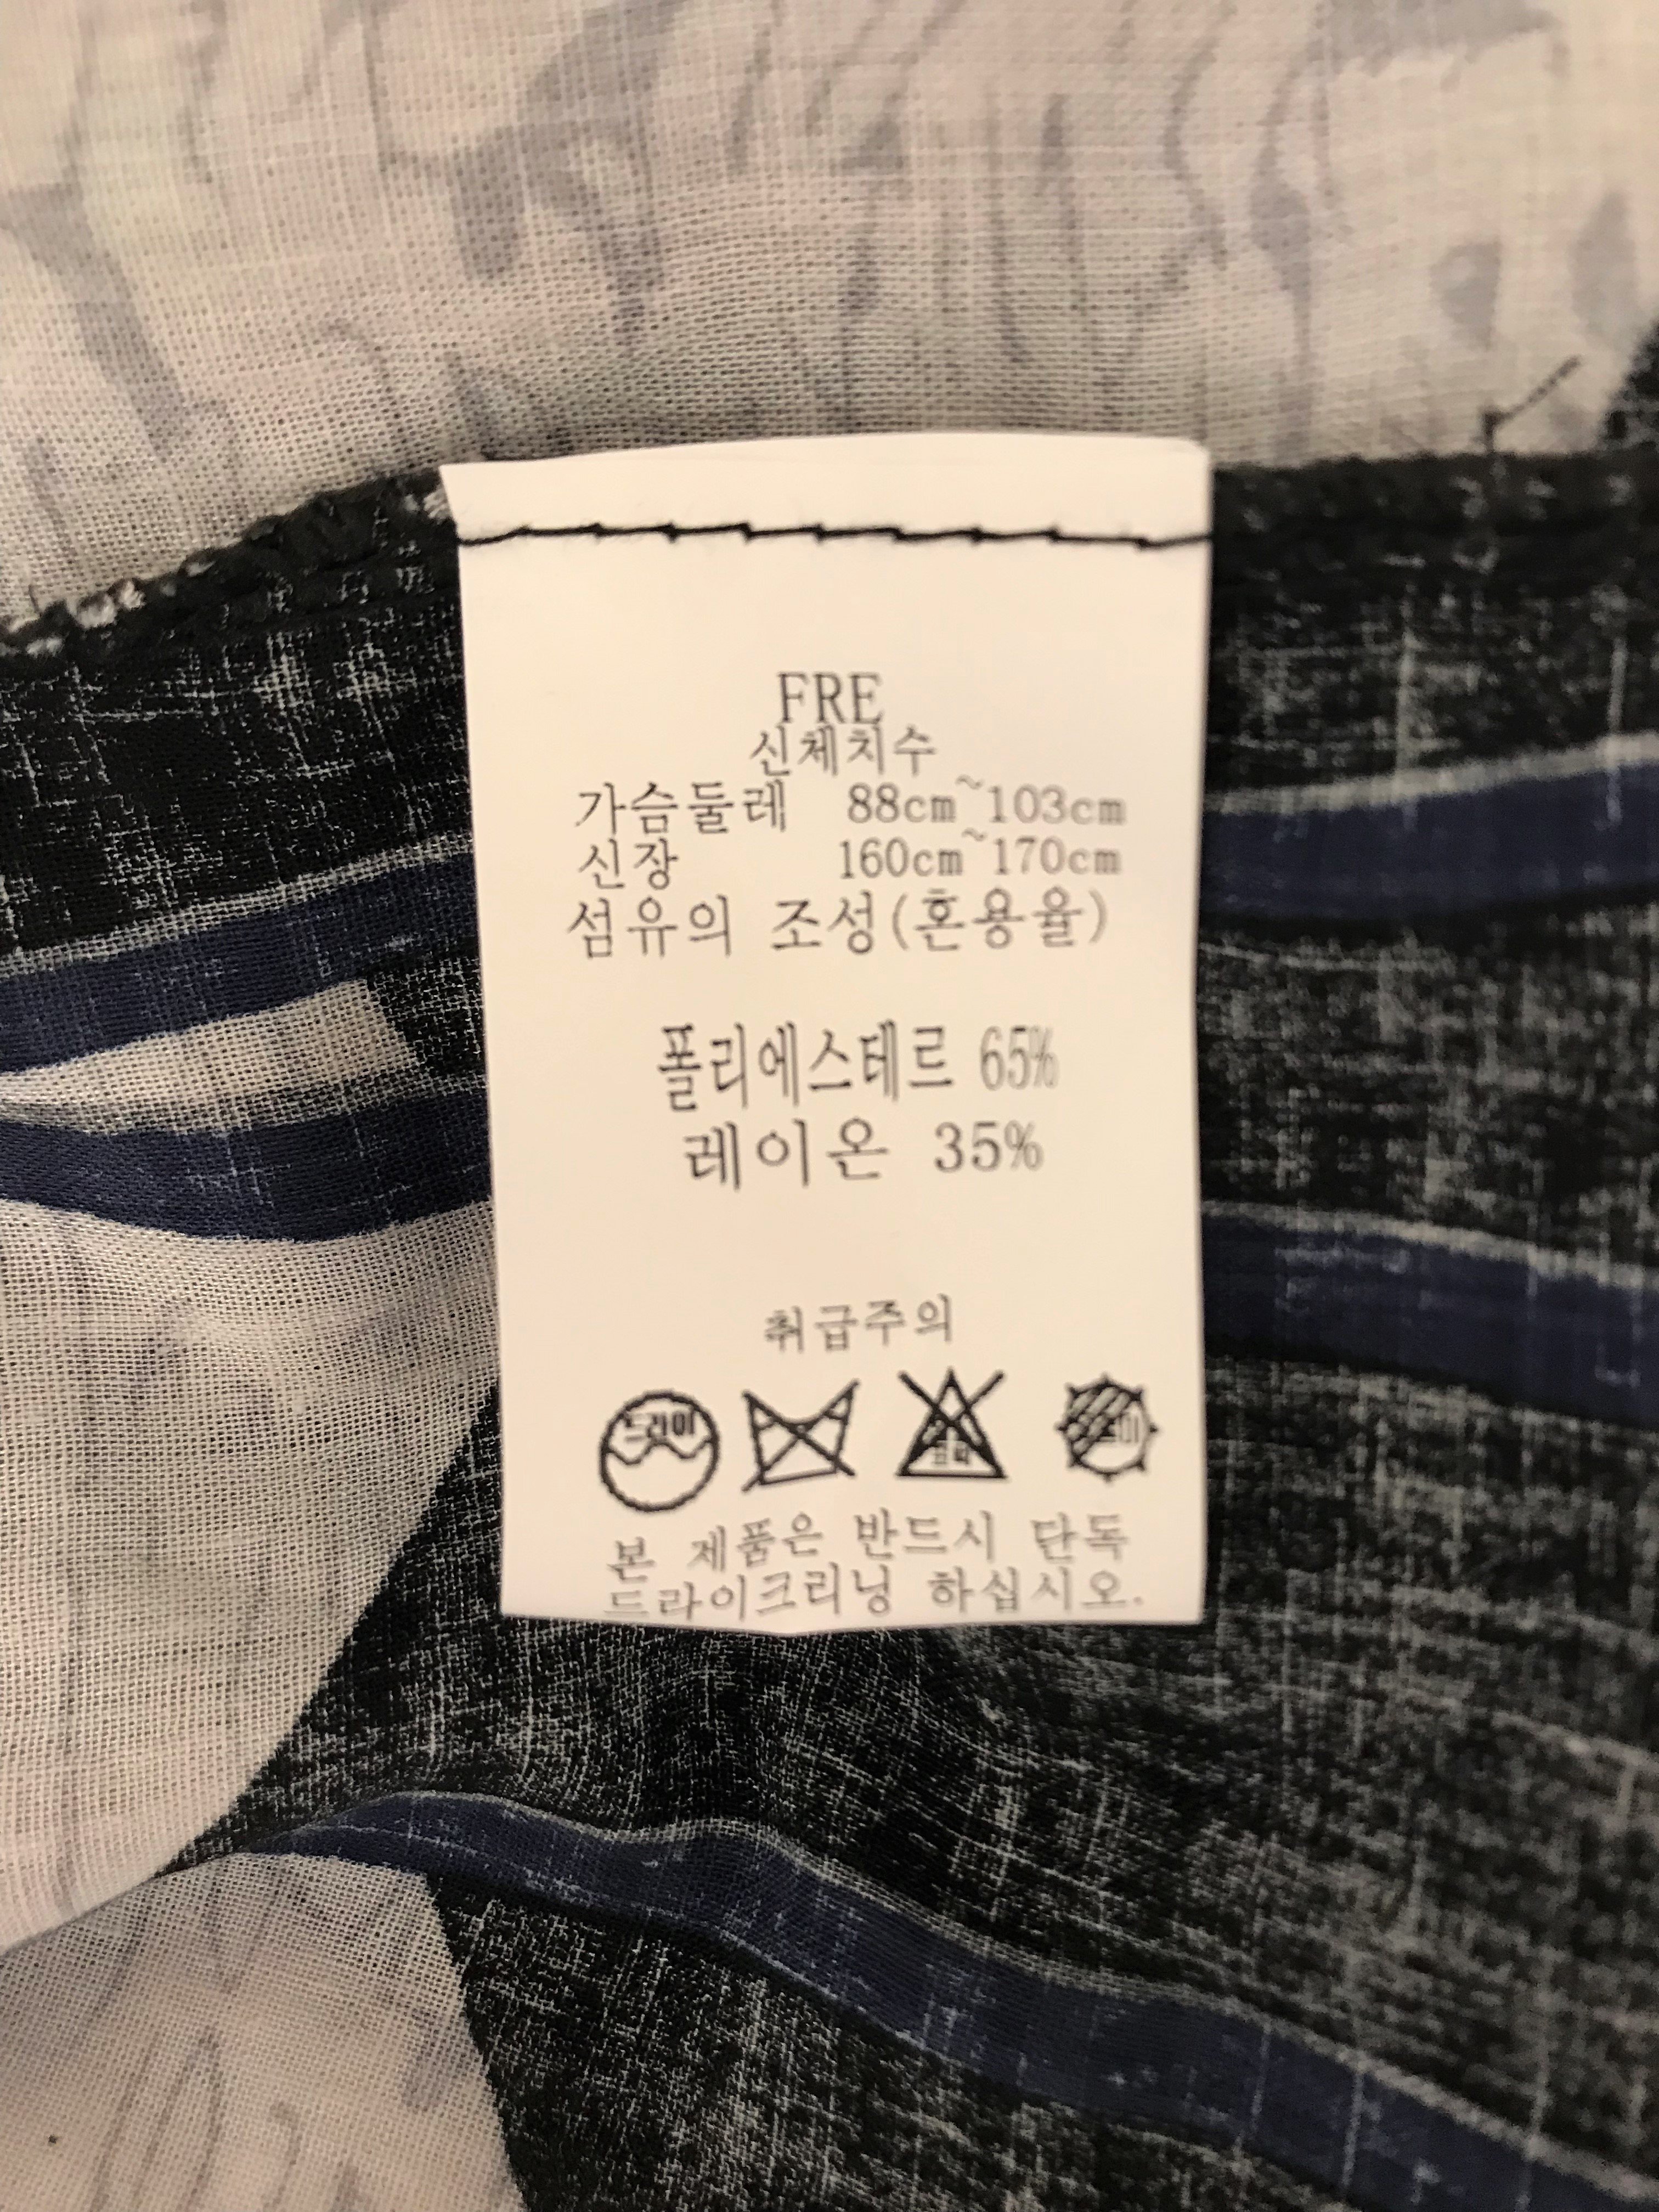 FRE
신체치수
가슴둘레 88cm~103cm
신장 160cm~170cm
섬유의 조성(혼용율)
폴리에스테르 65%
레이온 35%
취급주의
드라이
본 제품은 반드시 단독
드라이크리닝 하십시오.